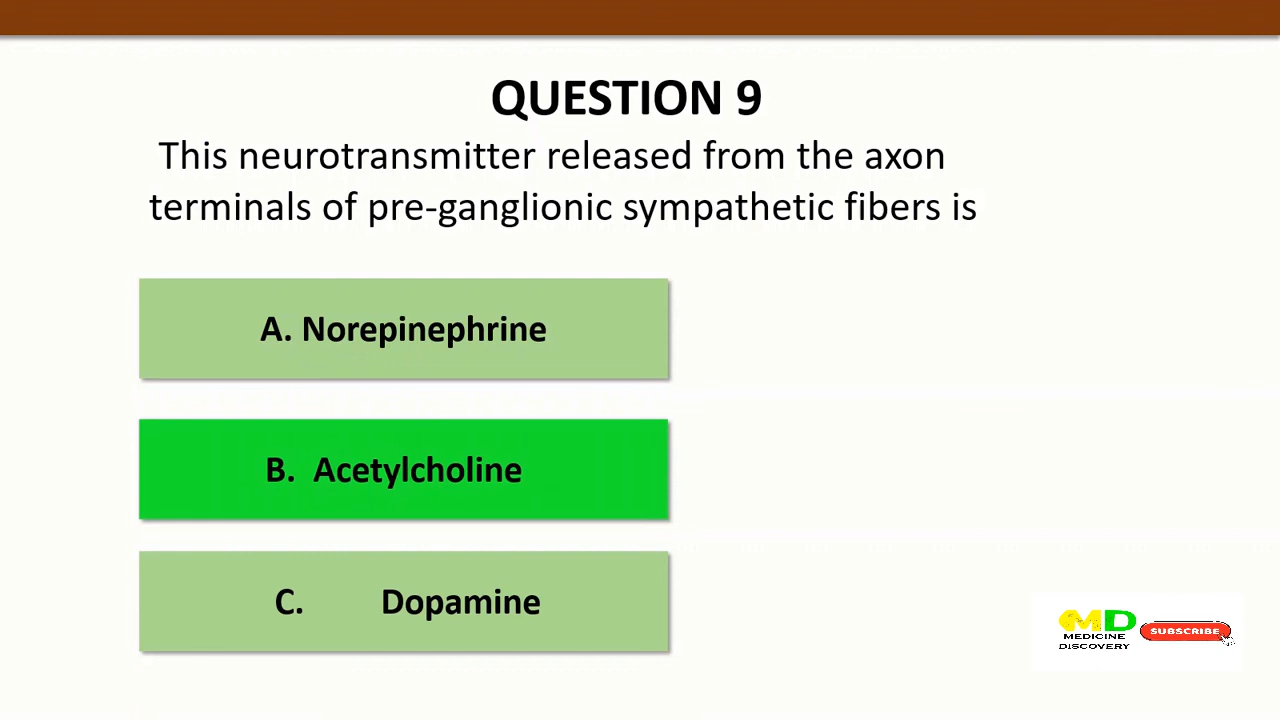 QUESTION 9
This neurotransmitter released from the axon
terminals of pre-ganglionic sympathetic fibers is
A. Norepinephrine
B. Acetylcholine
C. Dopamine
MD
MEDICINE
DISCOVERY
SUBSCRIBE